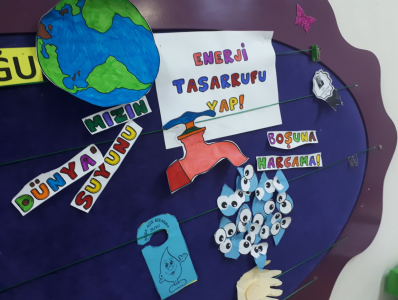 ĞU
ENERJİ
TASARRUFU
YAP!
DÜNYA'
MIZIN
SUYUNU
BOŞUNA
HARCAMA!